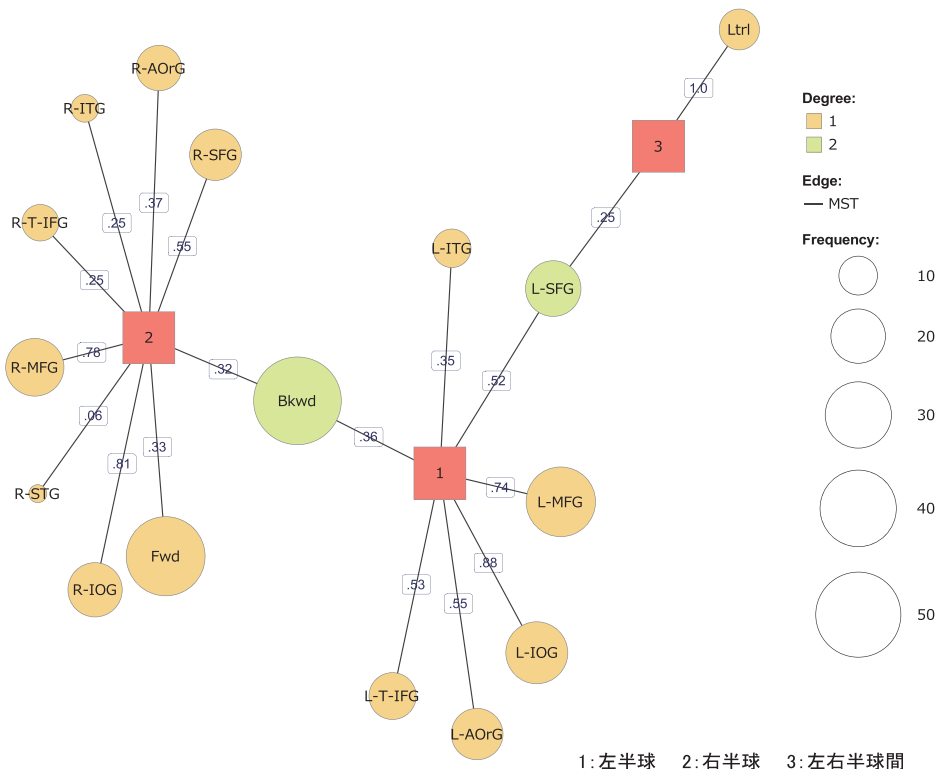 Ltrl
1.0
3
.25
L-SFG
R-AOrG
R-ITG
R-SFG
.37
.25
.55
R-T-IFG
.25
2
R-MFG
.78
.32
.06
.81
.33
R-STG
Fwd
R-IOG
Bkwd
.36
L-ITG
.35
.52
1
.74
L-MFG
.88
.53
.55
L-IOG
L-T-IFG
L-AOrG
Degree:
1
2
Edge:
MST
Frequency:
10
20
30
40
50
1:左半球 2:右半球 3:左右半球間